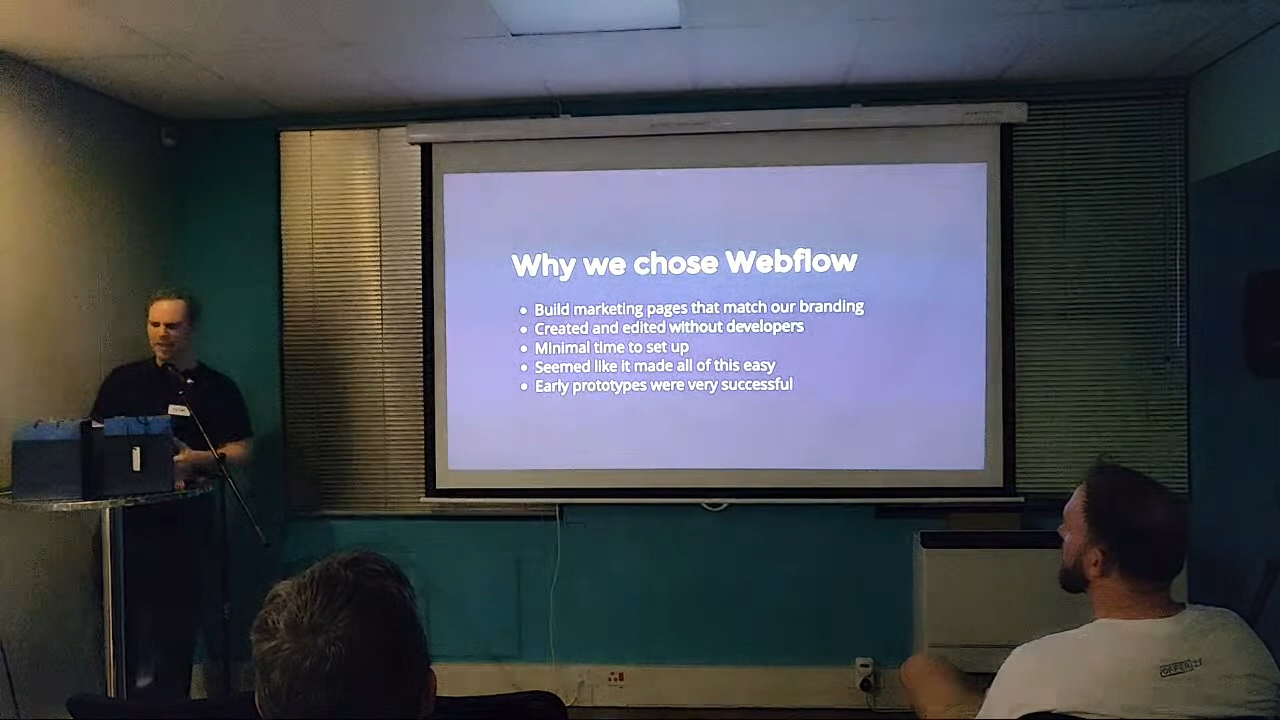 Why we chose Webflow
• Build marketing pages that match our branding
• Created and edited without developers
• Minimal time to set up
• Seemed like it made all of this easy
• Early prototypes were very successful